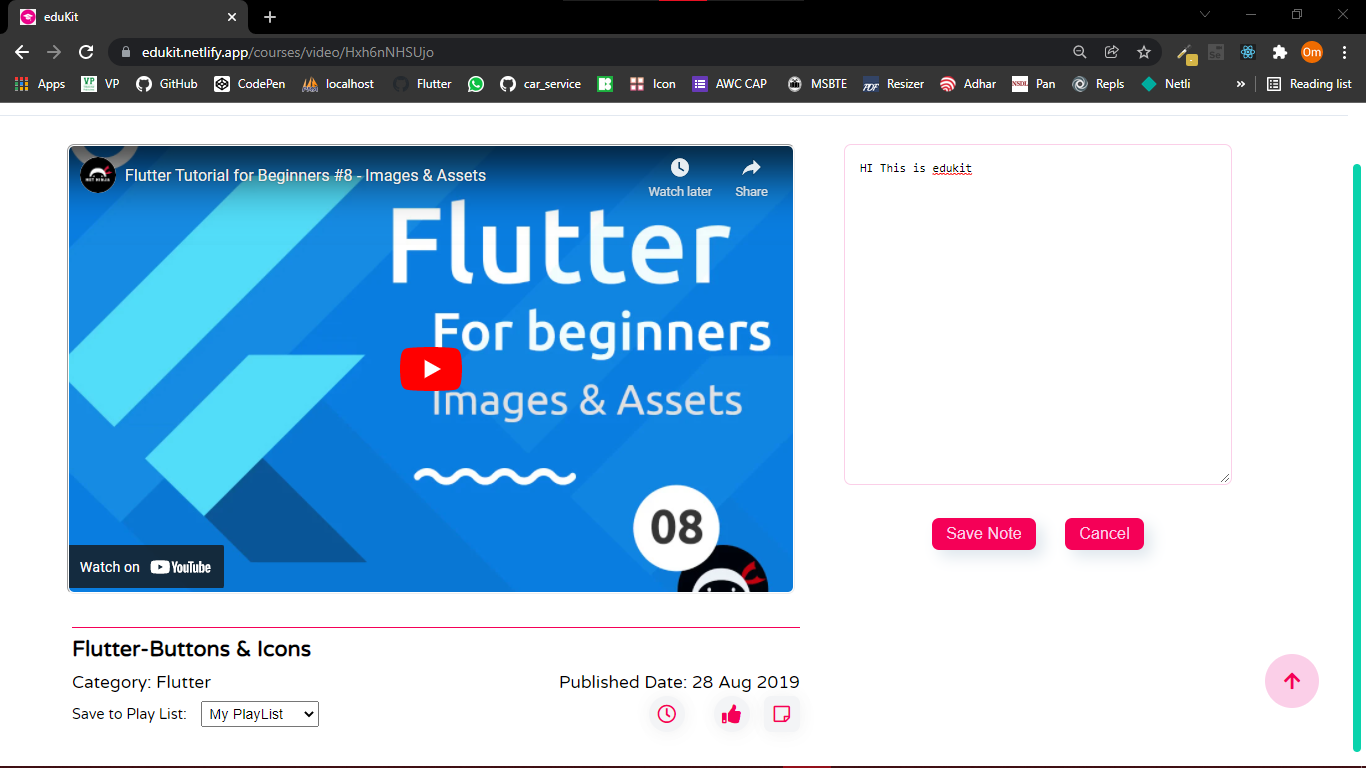 eduKit
edukit.netlify.app/courses/video/Hxh6nNHSUjo
Om
Apps VP VP GitHub CodePen localhost Flutter car_service Icon AWC CAP MSBTE Resizer Adhar NSDL Pan Repls Netli » Reading list
Flutter Tutorial for Beginners #8 - Images & Assets
Watch later
Share
Flutter
For beginners
Images & Assets
08
Watch on YouTube
HI This is edukit
Save Note
Cancel
Flutter-Buttons & Icons
Category: Flutter
Published Date: 28 Aug 2019
Save to Play List: My PlayList